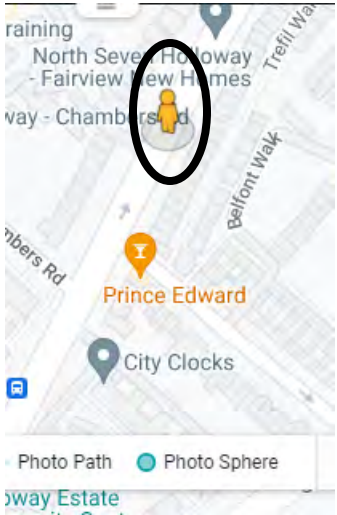 raining
North Seven Holloway
- Fairview New Homes
Trefil Wa
way - Chambers Rd
Belfont Walk
mbers Rd
Prince Edward
City Clocks
Photo Path
Photo Sphere
oway Estate